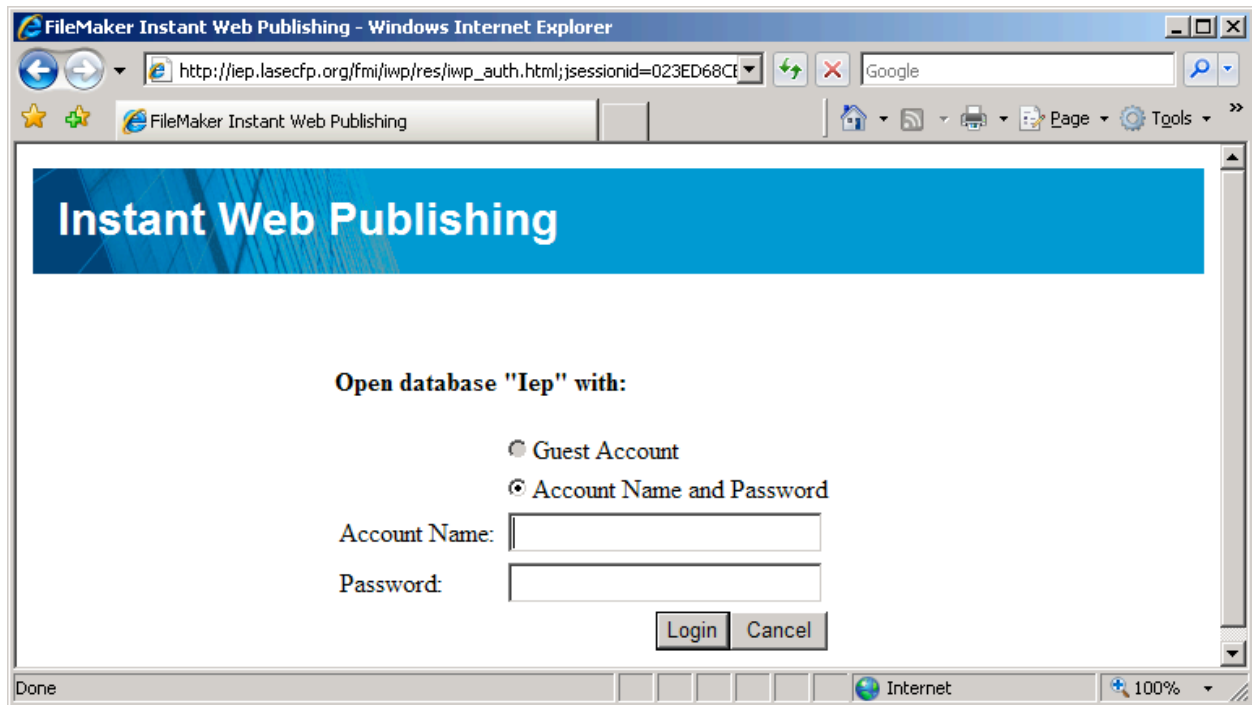 FileMaker Instant Web Publishing - Windows Internet Explorer
http://iep.lasecfp.org/fmi/iwp/res/iwp_auth.html;jsessionid=023ED68CE
Google
FileMaker Instant Web Publishing
Page
Tools
Instant Web Publishing
Open database "Iep" with:
Guest Account
Account Name and Password
Account Name:
Password:
Login Cancel
Done
Internet
100%